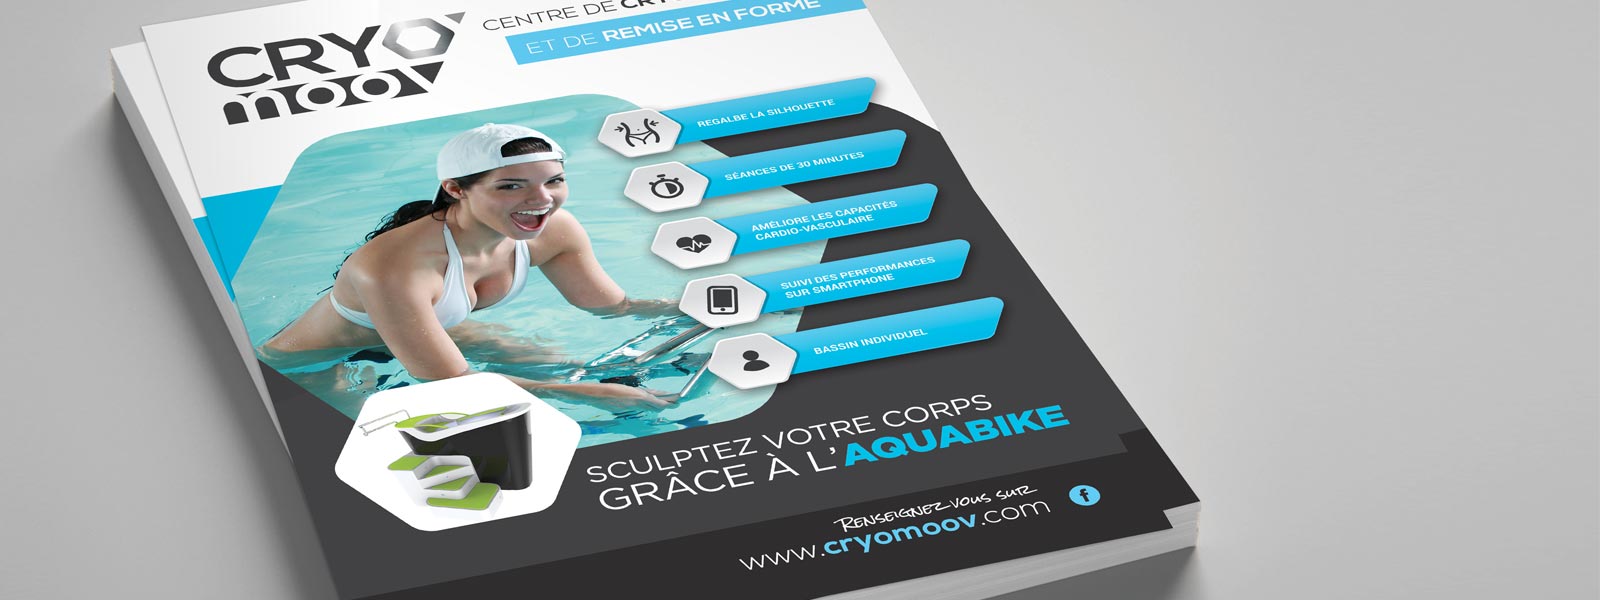 CRYO
moov
CENTRE DE
ET DE REMISE EN FORME
REGALBE LA SILHOUETTE
SÉANCES DE 30 MINUTES
AMÉLIORE LES CAPACITÉS
CARDIO-VASCULAIRE
SUIVI DES PERFORMANCES
SUR SMARTPHONE
BASSIN INDIVIDUEL
SCULPTEZ VOTRE CORPS
GRÂCE À L'AQUABIKE
RENSEIGNEZ-VOUS SUR
www.cryomoov.com
f